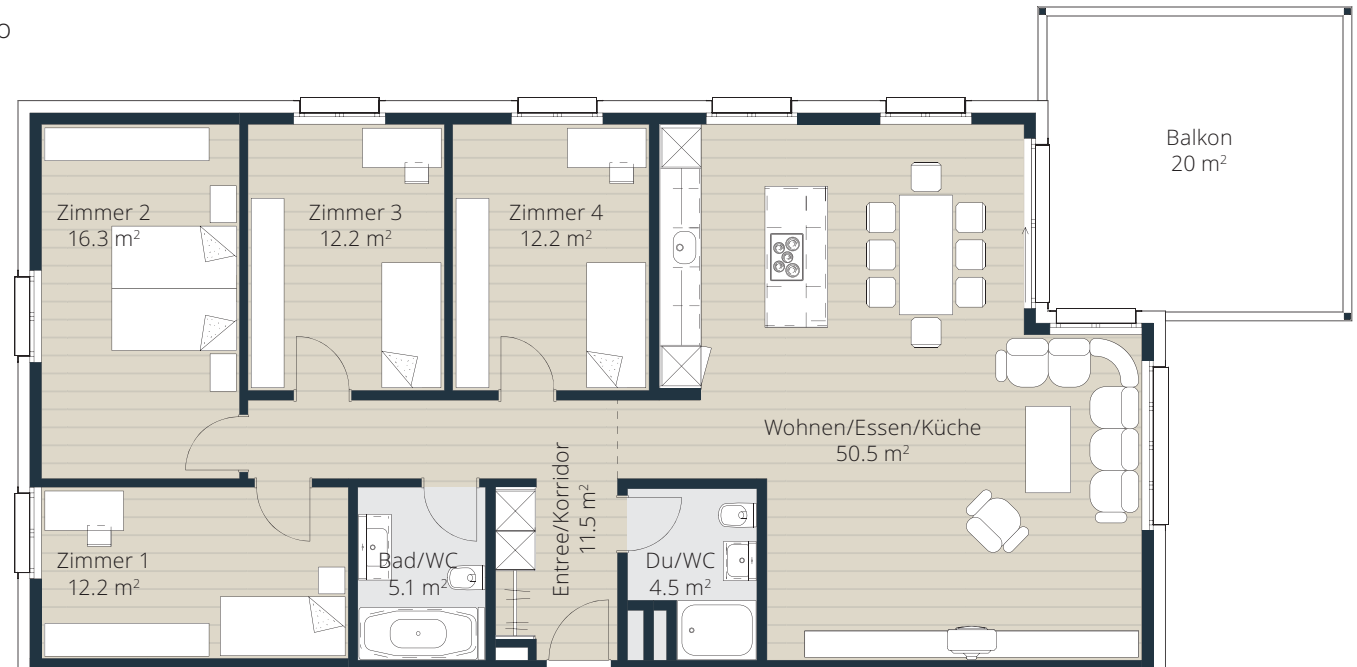 Balkon
20 m²
Zimmer 2
16.3 m²
Zimmer 3
12.2 m²
Zimmer 4
12.2 m²
Wohnen/Essen/Küche
50.5 m²
Entree/Korridor
11.5 m²
Zimmer 1
12.2 m²
Bad/WC
5.1 m²
Du/WC
4.5 m²